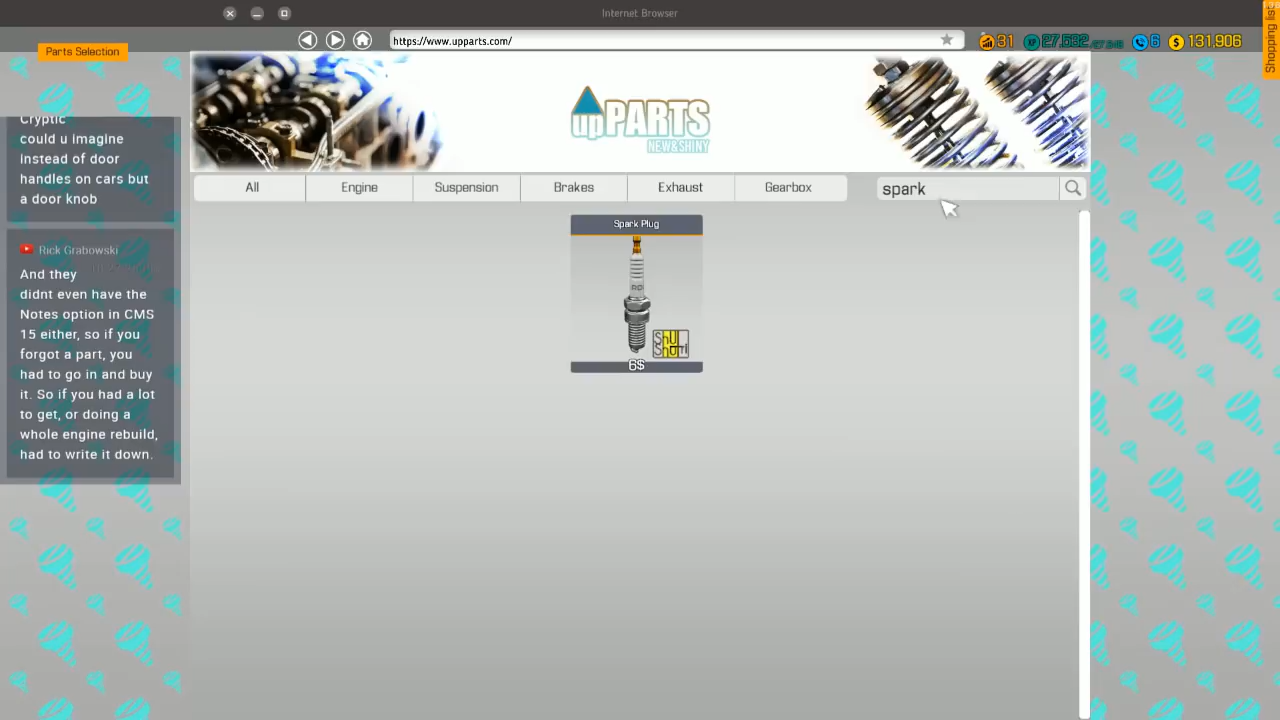 Internet Browser
Parts Selection
https://www.upparts.com/
31
6
131,906
Shopping list
upPARTS
NEW&SHINY
All
Engine
Suspension
Brakes
Exhaust
Gearbox
spark
Cryptic
could u imagine
instead of door
handles on cars but
a door knob
Rick Grabowski
And they
didnt even have the
Notes option in CMS
15 either, so if you
forgot a part, you
had to go in and buy
it. So if you had a lot
to get, or doing a
whole engine rebuild,
had to write it down.
Spark Plug
6$